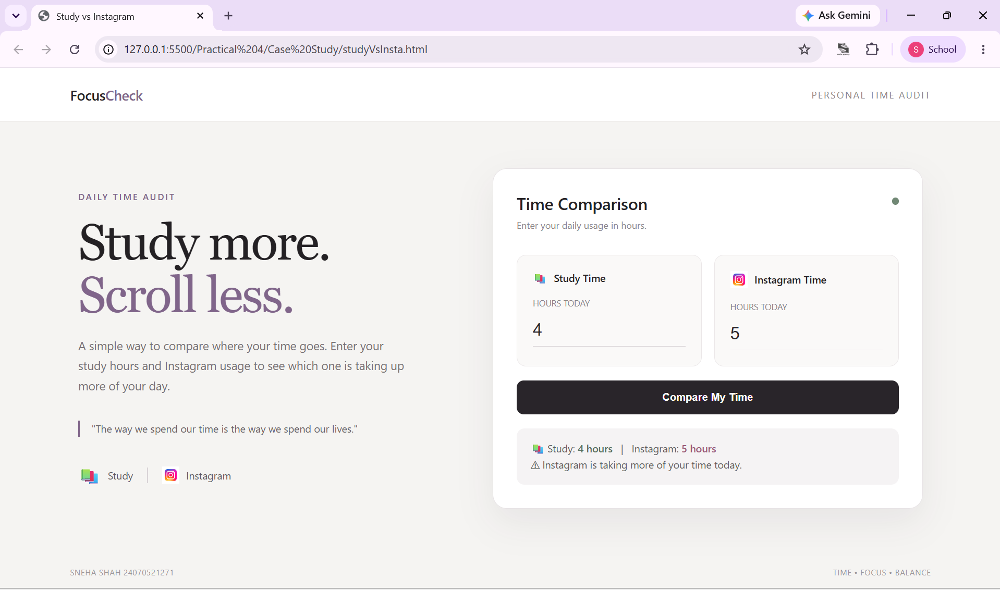 Study vs Instagram
Ask Gemini
127.0.0.1:5500/Practical%204/Case%20Study/studyVsInsta.html
S School
FocusCheck
PERSONAL TIME AUDIT
DAILY TIME AUDIT
Study more.
Scroll less.
A simple way to compare where your time goes. Enter your
study hours and Instagram usage to see which one is taking up
more of your day.
"The way we spend our time is the way we spend our lives."
Study
Instagram
Time Comparison
Enter your daily usage in hours.
Study Time
HOURS TODAY
4
Instagram Time
HOURS TODAY
5
Compare My Time
Study: 4 hours | Instagram: 5 hours
⚠ Instagram is taking more of your time today.
SNEHA SHAH 24070521271
TIME • FOCUS • BALANCE